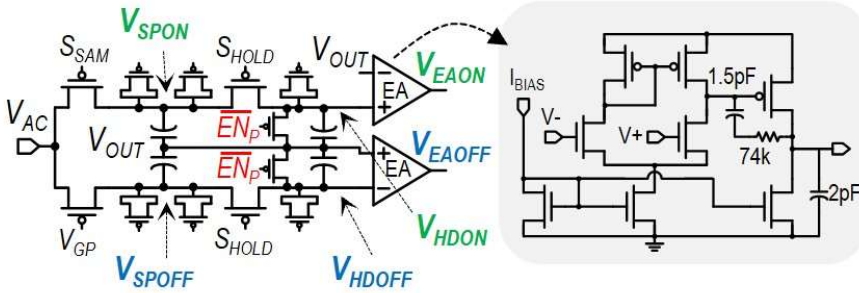 V_SPON
S_SAM
S_HOLD
V_OUT
V_EAON
EA
V_AC
V_OUT
EN_P
EN_P
V_EAOFF
EA
V_GP
S_HOLD
V_HDON
V_SPOFF
V_HDOFF
I_BIAS
1.5pF
V-
V+
74k
2pF